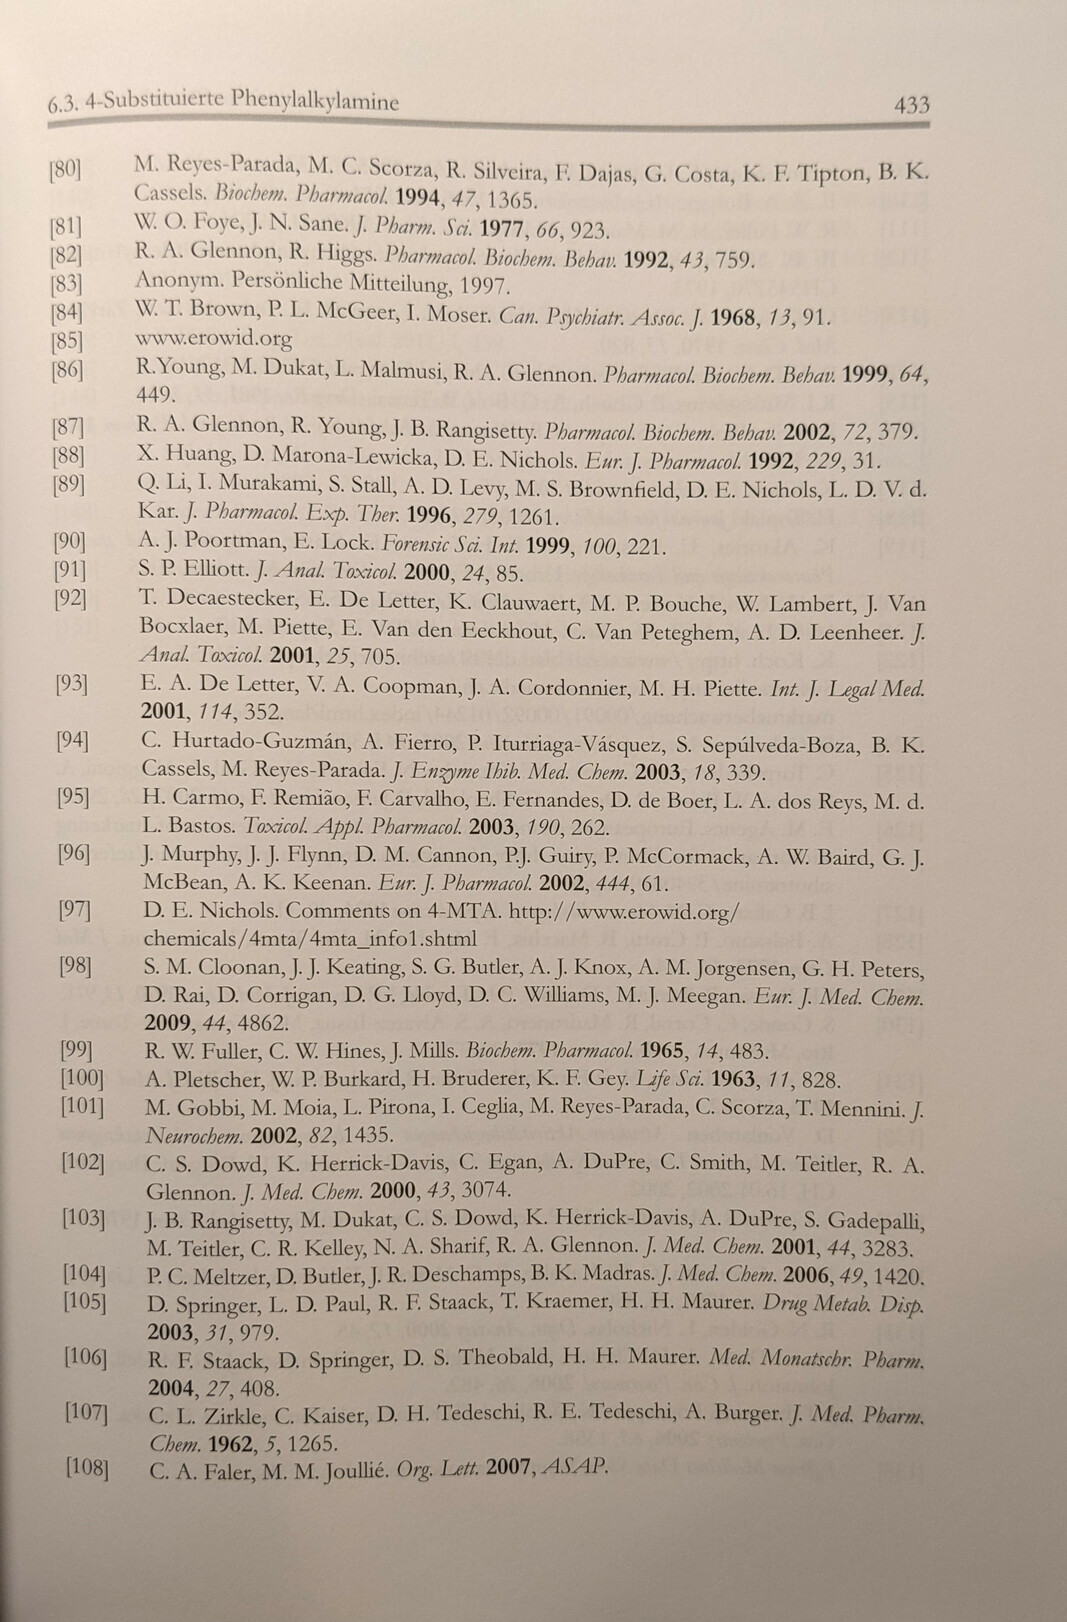 6.3. 4-Substituierte Phenylalkylamine 433
[80] M. Reyes-Parada, M. C. Scorza, R. Silveira, F. Dajas, G. Costa, K. F. Tipton, B. K.
Cassels. Biochem. Pharmacol. 1994, 47, 1365.
[81] W. O. Foye, J. N. Sane. J. Pharm. Sci. 1977, 66, 923.
[82] R. A. Glennon, R. Higgs. Pharmacol. Biochem. Behav. 1992, 43, 759.
[83] Anonym. Persönliche Mitteilung, 1997.
[84] W. T. Brown, P. L. McGeer, I. Moser. Can. Psychiatr. Assoc. J. 1968, 13, 91.
[85] www.erowid.org
[86] R.Young, M. Dukat, L. Malmusi, R. A. Glennon. Pharmacol. Biochem. Behav. 1999, 64,
449.
[87] R. A. Glennon, R. Young, J. B. Rangisetty. Pharmacol. Biochem. Behav. 2002, 72, 379.
[88] X. Huang, D. Marona-Lewicka, D. E. Nichols. Eur. J. Pharmacol. 1992, 229, 31.
[89] Q. Li, I. Murakami, S. Stall, A. D. Levy, M. S. Brownfield, D. E. Nichols, L. D. V. d.
Kar. J. Pharmacol. Exp. Ther. 1996, 279, 1261.
[90] A. J. Poortman, E. Lock. Forensic Sci. Int. 1999, 100, 221.
[91] S. P. Elliott. J. Anal. Toxicol. 2000, 24, 85.
[92] T. Decaestecker, E. De Letter, K. Clauwaert, M. P. Bouche, W. Lambert, J. Van
Bocxlaer, M. Piette, E. Van den Eeckhout, C. Van Peteghem, A. D. Leenheer. J.
Anal. Toxicol. 2001, 25, 705.
[93] E. A. De Letter, V. A. Coopman, J. A. Cordonnier, M. H. Piette. Int. J. Legal Med.
2001, 114, 352.
[94] C. Hurtado-Guzmán, A. Fierro, P. Iturriaga-Vásquez, S. Sepúlveda-Boza, B. K.
Cassels, M. Reyes-Parada. J. Enzyme Ihib. Med. Chem. 2003, 18, 339.
[95] H. Carmo, F. Remião, F. Carvalho, E. Fernandes, D. de Boer, L. A. dos Reys, M. d.
L. Bastos. Toxicol. Appl. Pharmacol. 2003, 190, 262.
[96] J. Murphy, J. J. Flynn, D. M. Cannon, P.J. Guiry, P. McCormack, A. W. Baird, G. J.
McBean, A. K. Keenan. Eur. J. Pharmacol. 2002, 444, 61.
[97] D. E. Nichols. Comments on 4-MTA. http://www.erowid.org/
chemicals/4mta/4mta_info1.shtml
[98] S. M. Cloonan, J. J. Keating, S. G. Butler, A. J. Knox, A. M. Jorgensen, G. H. Peters,
D. Rai, D. Corrigan, D. G. Lloyd, D. C. Williams, M. J. Meegan. Eur. J. Med. Chem.
2009, 44, 4862.
[99] R. W. Fuller, C. W. Hines, J. Mills. Biochem. Pharmacol. 1965, 14, 483.
[100] A. Pletscher, W. P. Burkard, H. Bruderer, K. F. Gey. Life Sci. 1963, 11, 828.
[101] M. Gobbi, M. Moia, L. Pirona, I. Ceglia, M. Reyes-Parada, C. Scorza, T. Mennini. J.
Neurochem. 2002, 82, 1435.
[102] C. S. Dowd, K. Herrick-Davis, C. Egan, A. DuPre, C. Smith, M. Teitler, R. A.
Glennon. J. Med. Chem. 2000, 43, 3074.
[103] J. B. Rangisetty, M. Dukat, C. S. Dowd, K. Herrick-Davis, A. DuPre, S. Gadepalli,
M. Teitler, C. R. Kelley, N. A. Sharif, R. A. Glennon. J. Med. Chem. 2001, 44, 3283.
[104] P. C. Meltzer, D. Butler, J. R. Deschamps, B. K. Madras. J. Med. Chem. 2006, 49, 1420.
[105] D. Springer, L. D. Paul, R. F. Staack, T. Kraemer, H. H. Maurer. Drug Metab. Disp.
2003, 31, 979.
[106] R. F. Staack, D. Springer, D. S. Theobald, H. H. Maurer. Med. Monatschr. Pharm.
2004, 27, 408.
[107] C. L. Zirkle, C. Kaiser, D. H. Tedeschi, R. E. Tedeschi, A. Burger. J. Med. Pharm.
Chem. 1962, 5, 1265.
[108] C. A. Faler, M. M. Joullié. Org. Lett. 2007, ASAP.